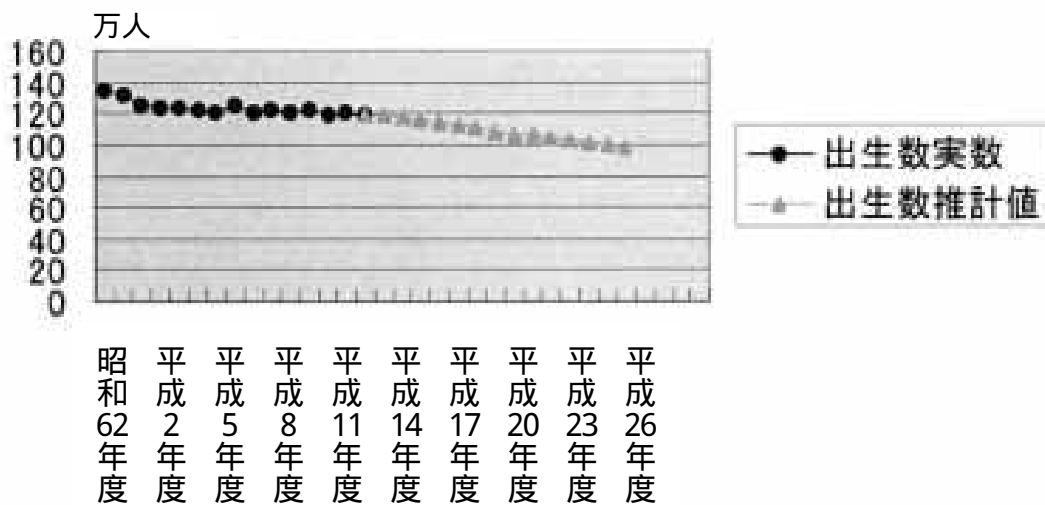 万人
160
140
120
100
80
60
40
20
0
昭和62年度
平成2年度
平成5年度
平成8年度
平成11年度
平成14年度
平成17年度
平成20年度
平成23年度
平成26年度
出生数実数
出生数推計値